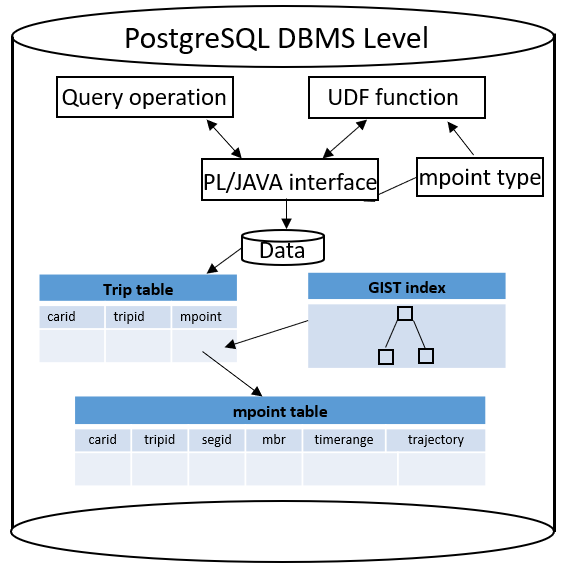 PostgreSQL DBMS Level
Query operation
UDF function
PL/JAVA interface
mpoint type
Data
Trip table
carid tripid mpoint
GIST index
mpoint table
carid tripid segid mbr timerange trajectory